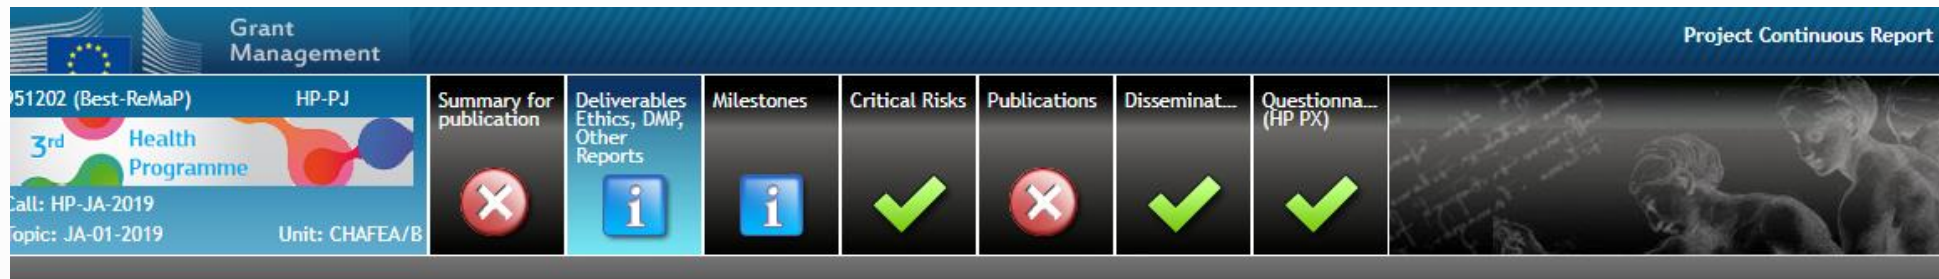 Grant
Management
Project Continuous Report
951202 (Best-ReMaP) HP-PJ
3rd Health
Programme
Call: HP-JA-2019
Topic: JA-01-2019 Unit: CHAFEA/B
Summary for
publication
Deliverables
Ethics, DMP,
Other
Reports
Milestones
Critical Risks
Publications
Disseminat...
Questionna...
(HP PX)